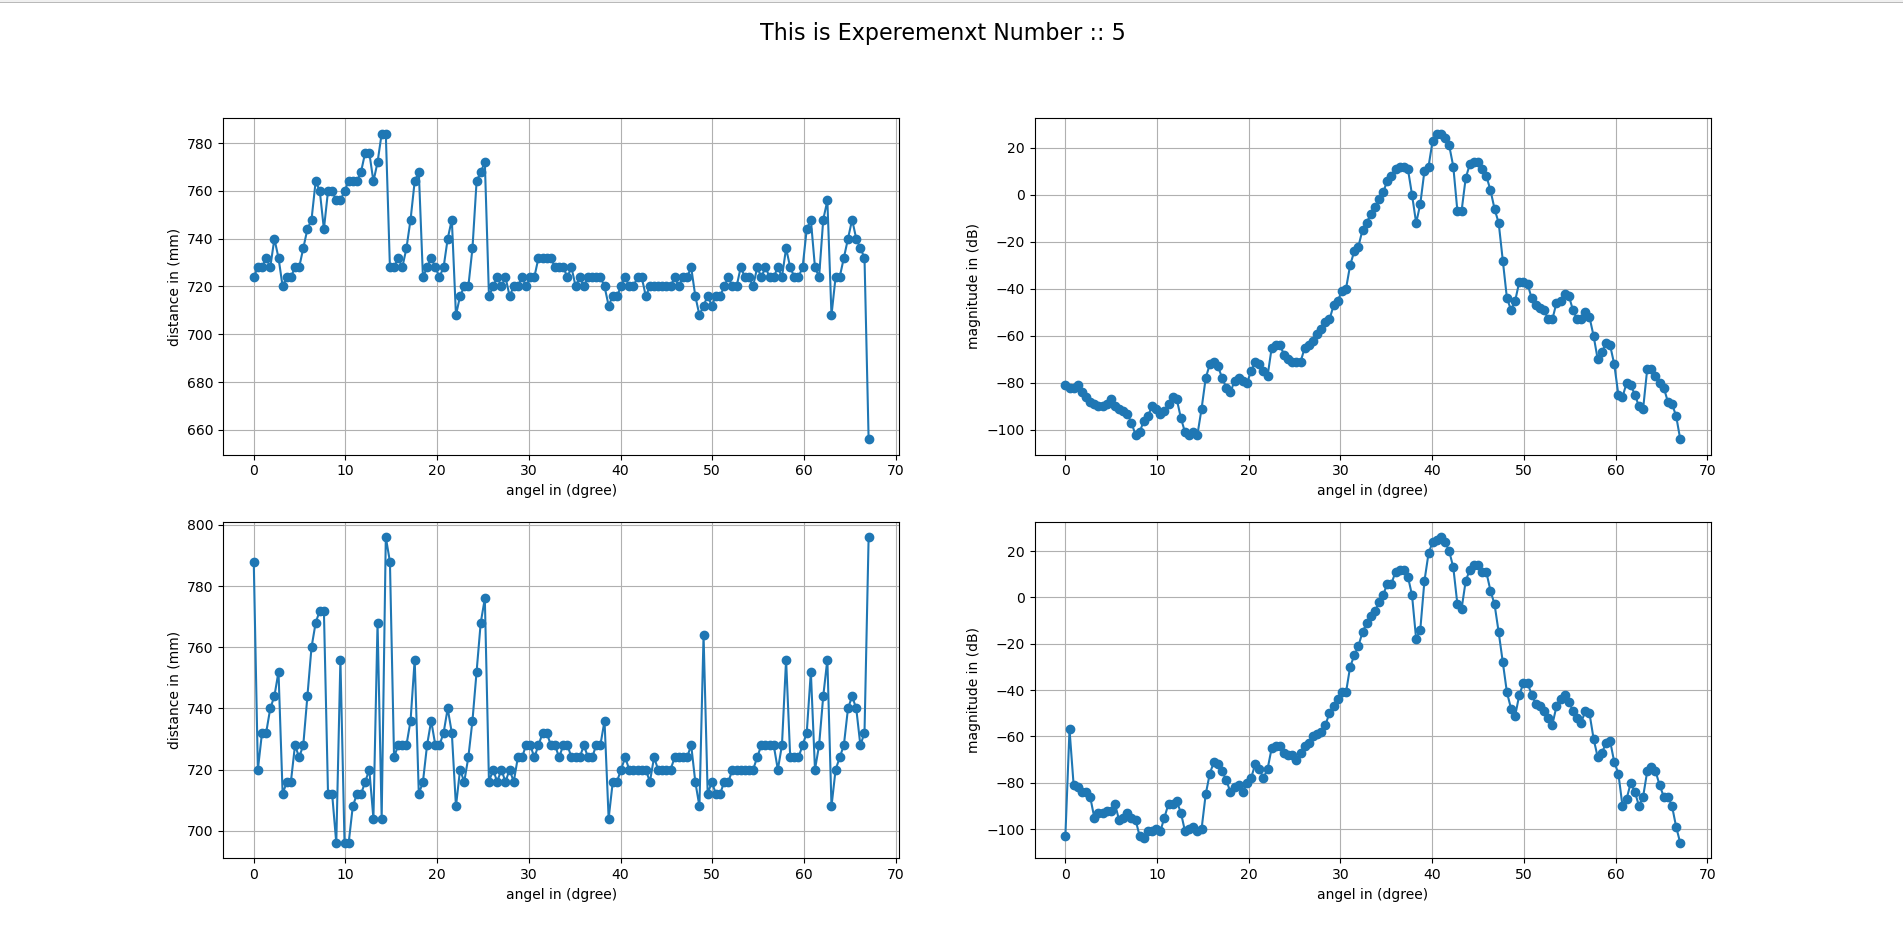 This is Experemenxt Number :: 5
780
760
740
720
700
680
660
distance in (mm)
0 10 20 30 40 50 60 70
angel in (dgree)
20
0
−20
−40
−60
−80
−100
magnitude in (dB)
0 10 20 30 40 50 60 70
angel in (dgree)
800
780
760
740
720
700
distance in (mm)
0 10 20 30 40 50 60 70
angel in (dgree)
20
0
−20
−40
−60
−80
−100
magnitude in (dB)
0 10 20 30 40 50 60 70
angel in (dgree)